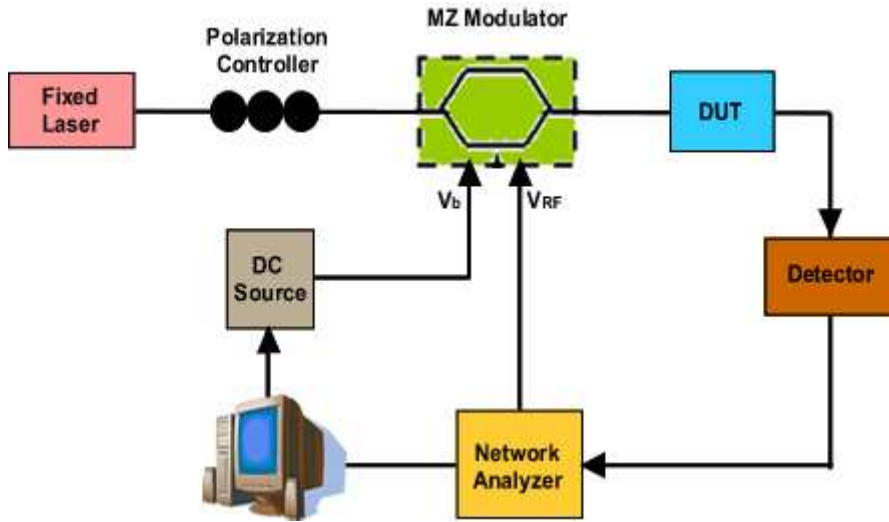 MZ Modulator
Polarization
Controller
Fixed
Laser
DUT
Vb
VRF
DC
Source
Detector
Network
Analyzer